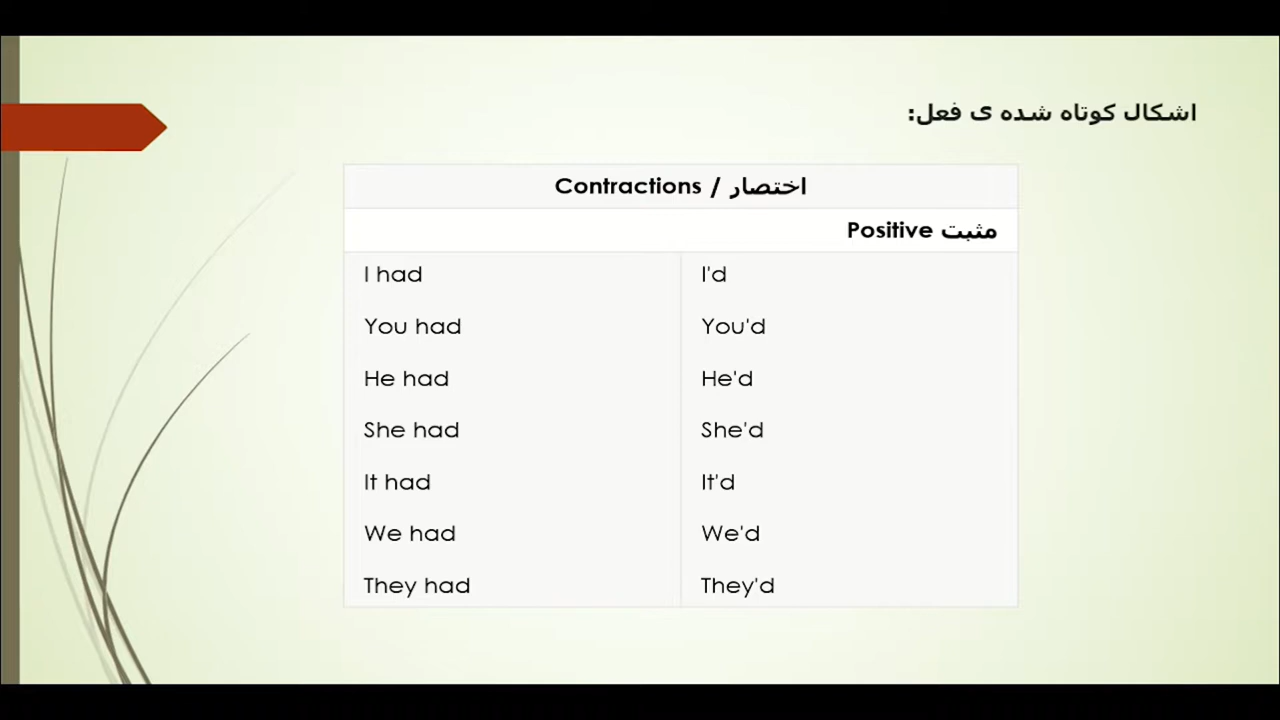 اشکال کوتاه شده ی فعل:
Contractions / اختصار
Positive مثبت
I had I'd
You had You'd
He had He'd
She had She'd
It had It'd
We had We'd
They had They'd